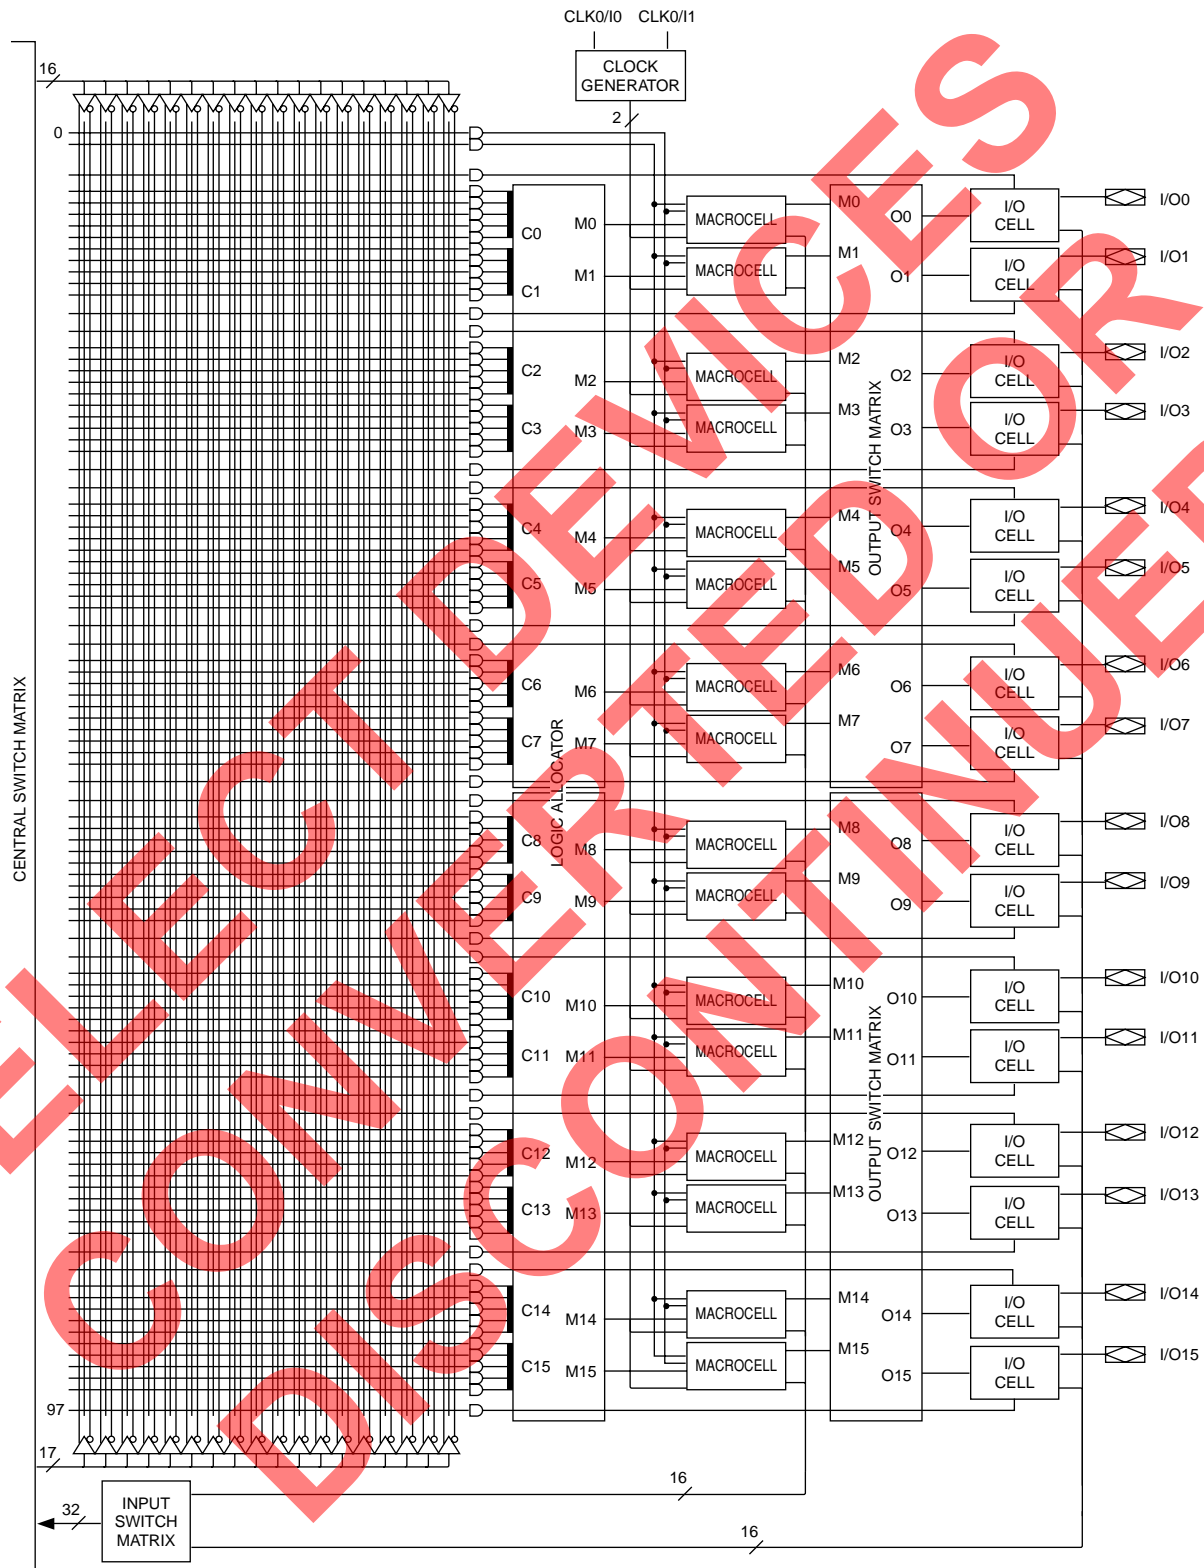 CLK0/I0 CLK0/I1
CLOCK
GENERATOR
2
16
0
CENTRAL SWITCH MATRIX
C0 M0 MACROCELL M0 O0 I/O CELL I/O0
C1 M1 MACROCELL M1 O1 I/O CELL I/O1
C2 M2 MACROCELL M2 O2 I/O CELL I/O2
C3 M3 MACROCELL M3 O3 I/O CELL I/O3
C4 M4 MACROCELL M4 O4 I/O CELL I/O4
C5 M5 MACROCELL M5 O5 I/O CELL I/O5
C6 M6 MACROCELL M6 O6 I/O CELL I/O6
C7 M7 MACROCELL M7 O7 I/O CELL I/O7
LOGIC ALLOCATOR
OUTPUT SWITCH MATRIX
C8 M8 MACROCELL M8 O8 I/O CELL I/O8
C9 M9 MACROCELL M9 O9 I/O CELL I/O9
C10 M10 MACROCELL M10 O10 I/O CELL I/O10
C11 M11 MACROCELL M11 O11 I/O CELL I/O11
C12 M12 MACROCELL M12 O12 I/O CELL I/O12
C13 M13 MACROCELL M13 O13 I/O CELL I/O13
C14 M14 MACROCELL M14 O14 I/O CELL I/O14
C15 M15 MACROCELL M15 O15 I/O CELL I/O15
OUTPUT SWITCH MATRIX
97
17
32
INPUT
SWITCH
MATRIX
16
16
ELECT DEVICES
CONVERTED OR
DISCONTINUE